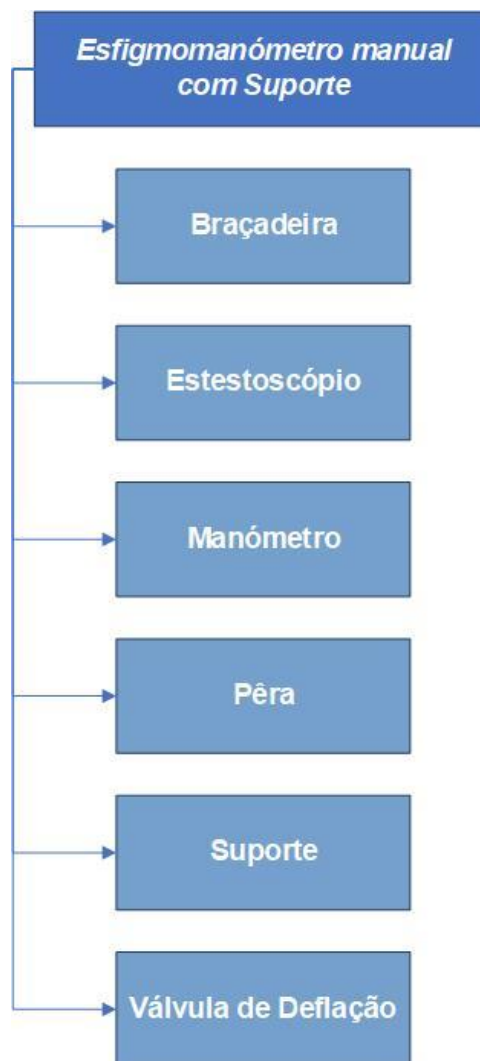 Esfigmomanómetro manual
com Suporte
Braçadeira
Estestoscópio
Manómetro
Pêra
Suporte
Válvula de Deflação